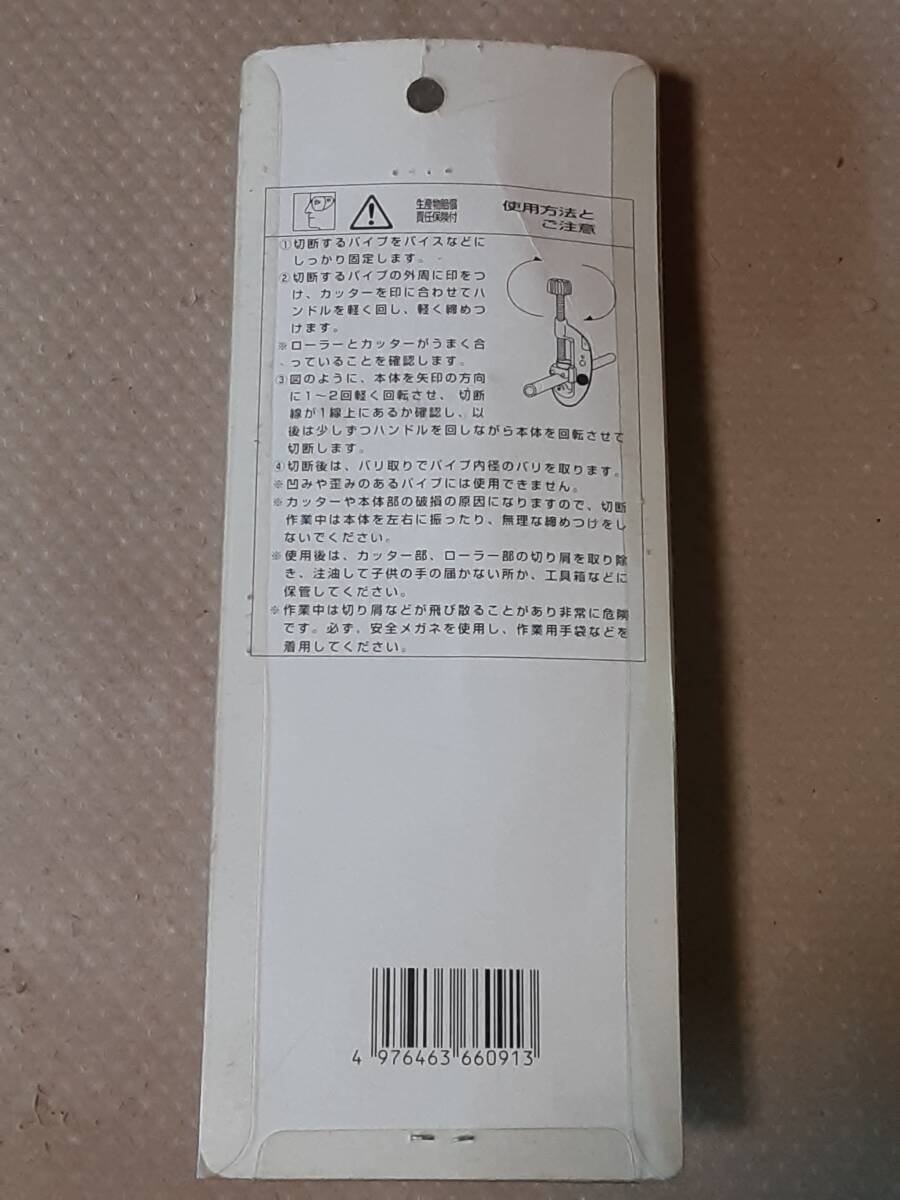 生産物賠償
責任保険付
使用方法と
ご注意
①切断するパイプをバイスなどに
しっかり固定します。
②切断するパイプの外周に印をつ
け、カッターを印に合わせてハ
ンドルを軽く回し、軽く締めつ
けます。
※ローラーとカッターがうまく合
っていることを確認します。
③図のように、本体を矢印の方向
に1〜2回軽く回転させ、切断
線が1線上にあるか確認し、以
後は少しずつハンドルを回しながら本体を回転させて
切断します。
④切断後は、バリ取りでパイプ内径のバリを取ります。
※凹みや歪みのあるパイプには使用できません。
※カッターや本体部の破損の原因になりますので、切断
作業中は本体を左右に振ったり、無理な締めつけをし
ないでください。
※使用後は、カッター部、ローラー部の切り屑を取り除
き、注油して子供の手の届かない所か、工具箱などに
保管してください。
※作業中は切り屑などが飛び散ることがあり非常に危険
です。必ず、安全メガネを使用し、作業用手袋などを
着用してください。
4 976463 660913